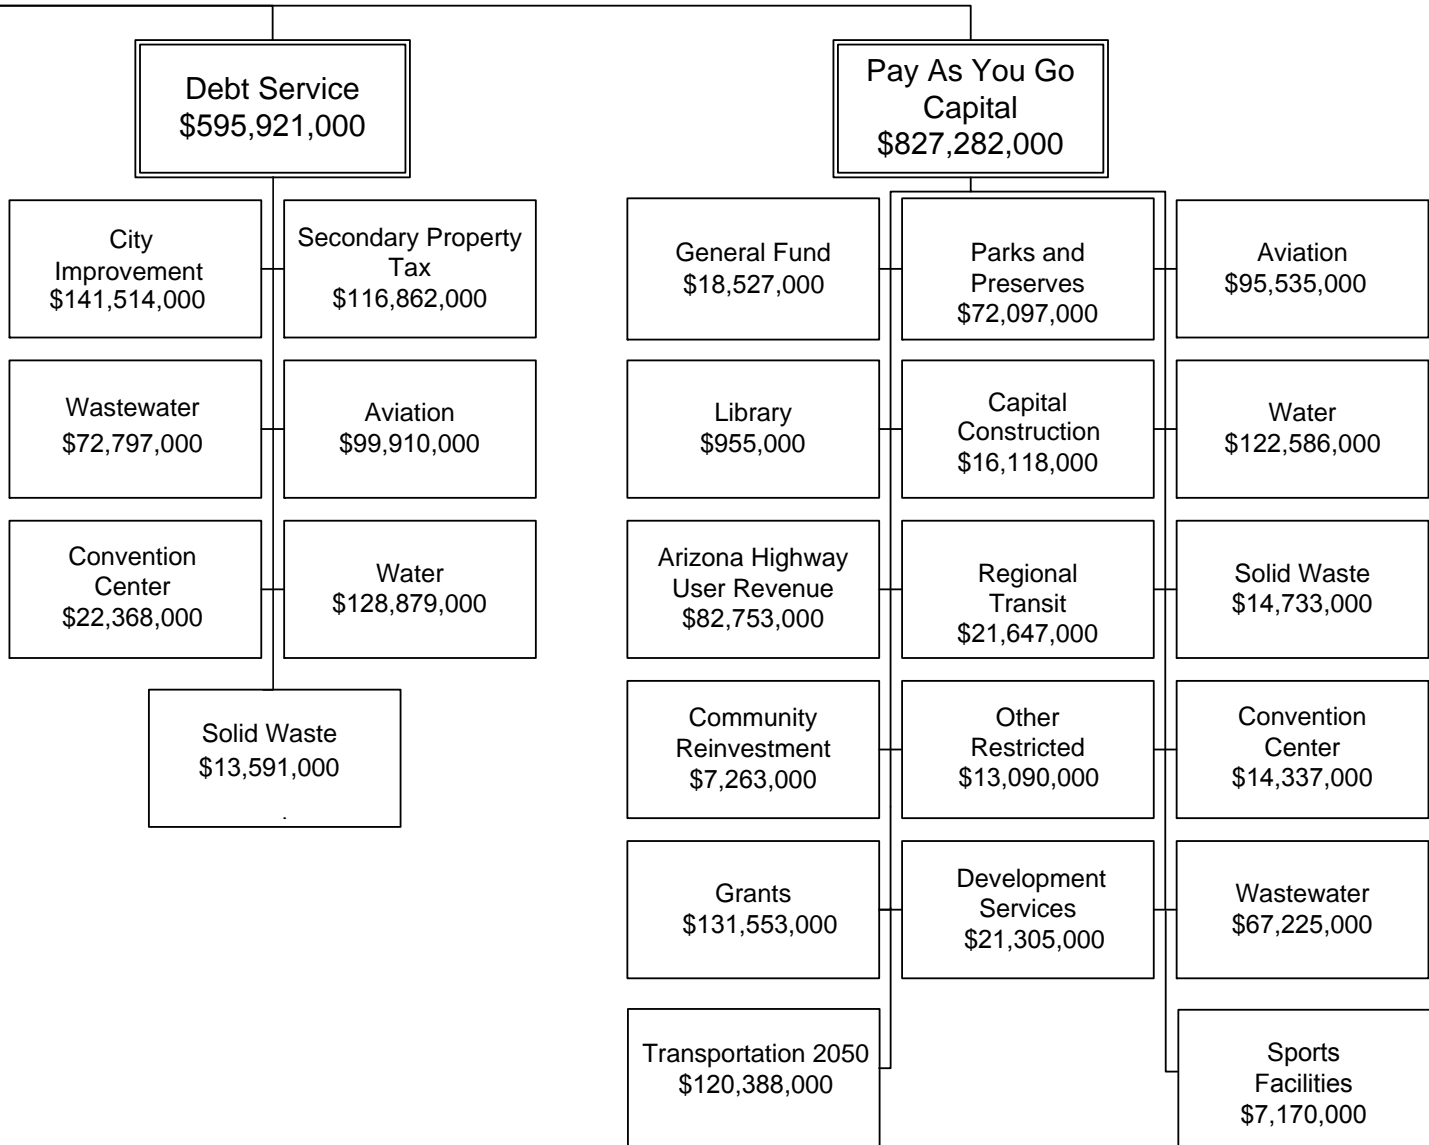 Debt Service
$595,921,000
City
Improvement
$141,514,000
Secondary Property
Tax
$116,862,000
Wastewater
$72,797,000
Aviation
$99,910,000
Convention
Center
$22,368,000
Water
$128,879,000
Solid Waste
$13,591,000
.
Pay As You Go
Capital
$827,282,000
General Fund
$18,527,000
Parks and
Preserves
$72,097,000
Aviation
$95,535,000
Library
$955,000
Capital
Construction
$16,118,000
Water
$122,586,000
Arizona Highway
User Revenue
$82,753,000
Regional
Transit
$21,647,000
Solid Waste
$14,733,000
Community
Reinvestment
$7,263,000
Other
Restricted
$13,090,000
Convention
Center
$14,337,000
Grants
$131,553,000
Development
Services
$21,305,000
Wastewater
$67,225,000
Transportation 2050
$120,388,000
Sports
Facilities
$7,170,000